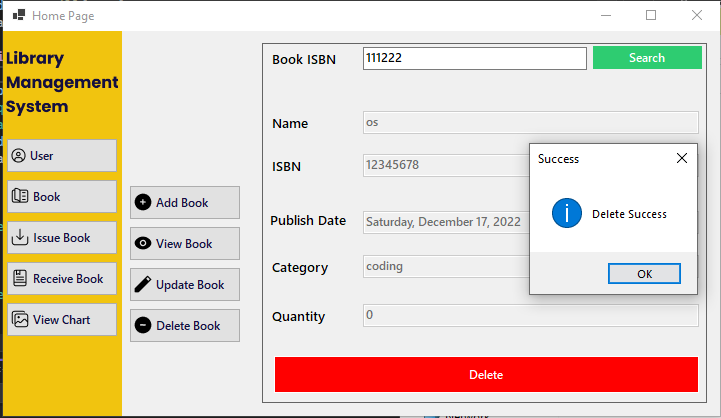 Home Page
Library
Management
System
User
Book
Issue Book
Receive Book
View Chart
Add Book
View Book
Update Book
Delete Book
Book ISBN
111222
Search
Name
os
ISBN
12345678
Publish Date
Saturday, December 17, 2022
Category
coding
Quantity
0
Delete
Success
Delete Success
OK